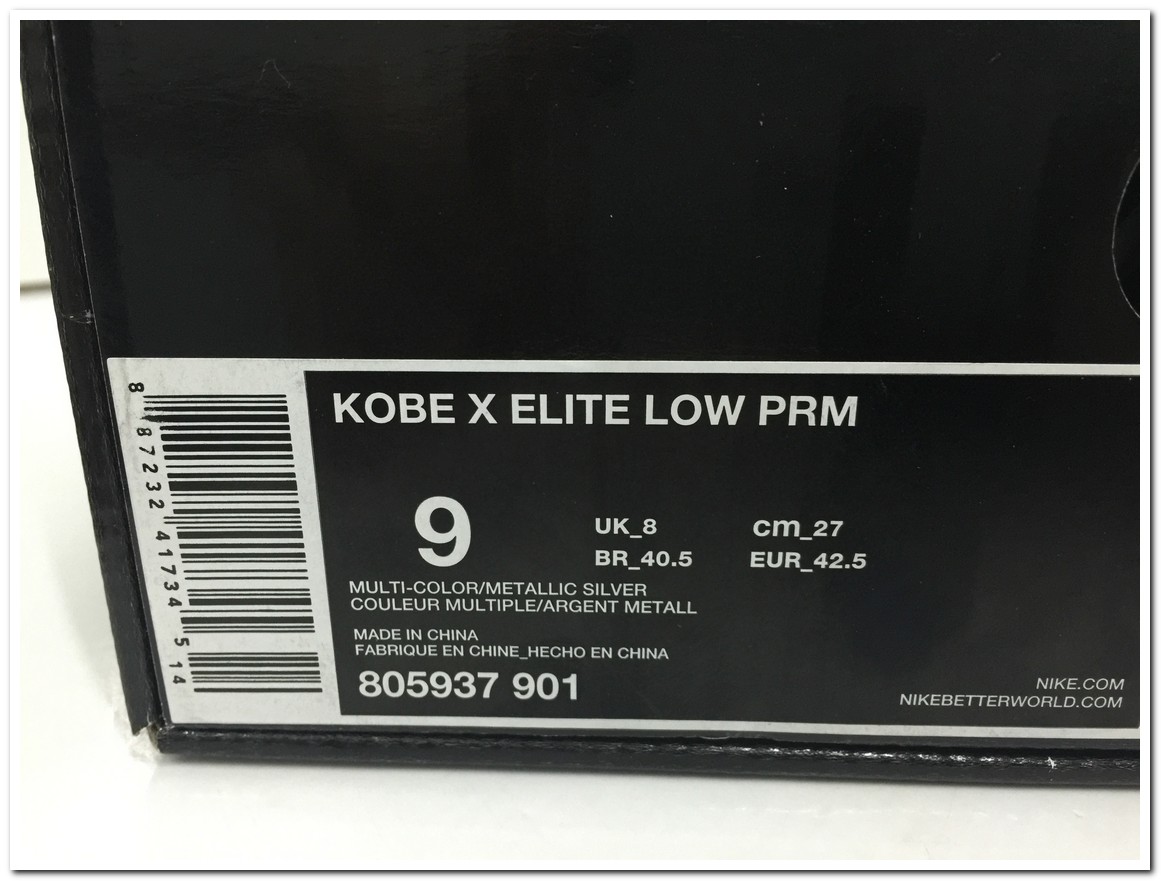 KOBE X ELITE LOW PRM
9
UK_8 cm_27
BR_40.5 EUR_42.5
MULTI-COLOR/METALLIC SILVER
COULEUR MULTIPLE/ARGENT METALL
MADE IN CHINA
FABRIQUE EN CHINE_HECHO EN CHINA
805937 901
NIKE.COM
NIKEBETTERWORLD.COM
8 87232 41734 5 14